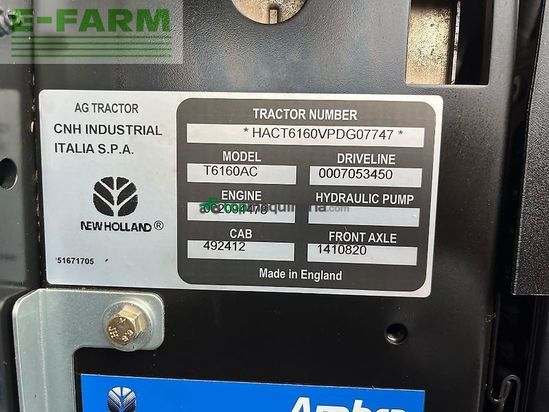 E-FARM
AG TRACTOR
CNH INDUSTRIAL
ITALIA S.P.A.
NEW HOLLAND ®
51671705
TRACTOR NUMBER
* HACT6160VPDG07747 *
MODEL DRIVELINE
T6160AC 0007053450
ENGINE HYDRAULIC PUMP
CAB FRONT AXLE
492412 1410820
Made in England